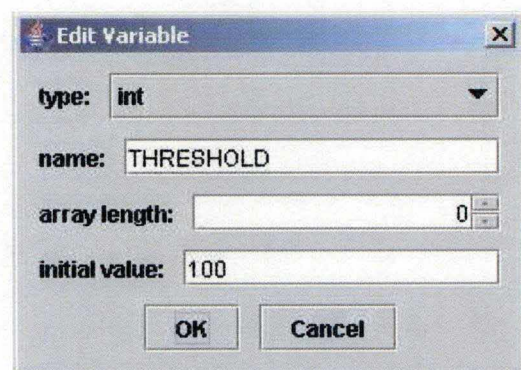 Edit Variable
type: int
name: THRESHOLD
array length: 0
initial value: 100
OK Cancel